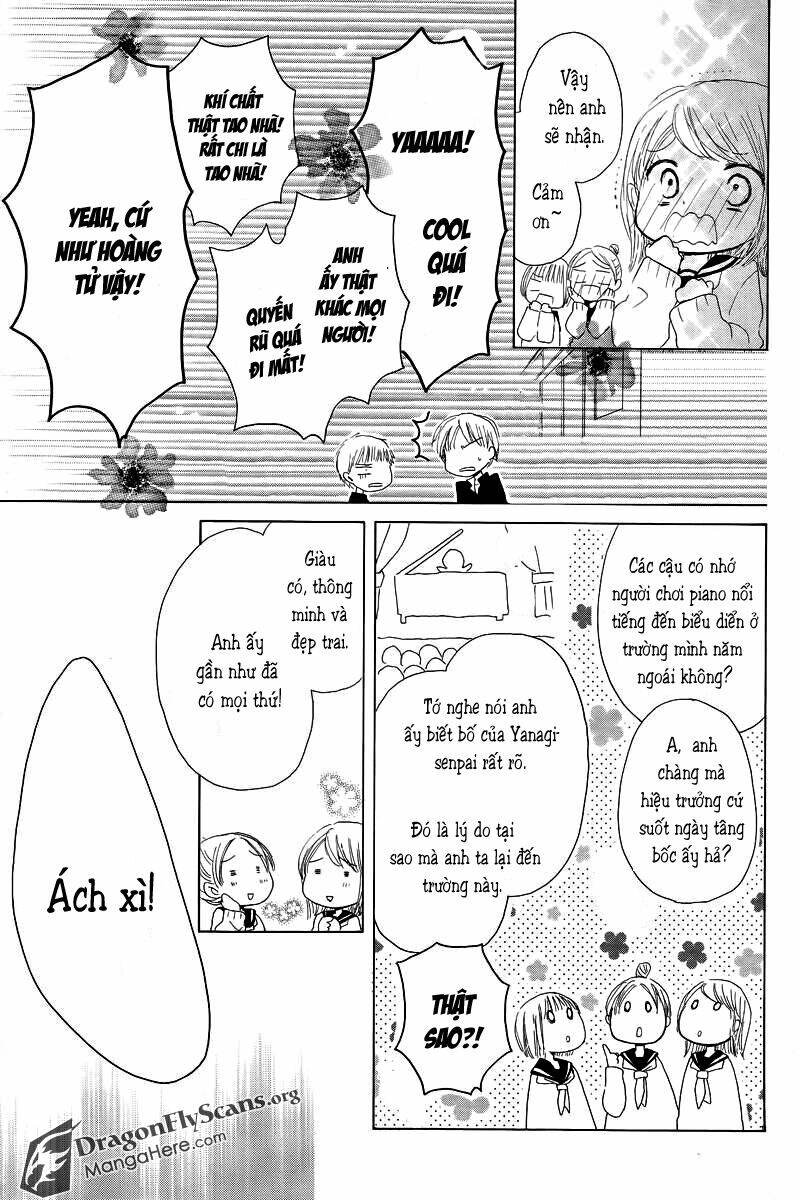 Vậy
nên anh
sẽ nhận.
Cảm
ơn~
YAAAAA!
COOL
QUÁ
ĐI!
KHÍ CHẤT
THẬT TAO NHÃ!
RẤT CHI LÀ
TAO NHÃ!
ANH
ẤY THẬT
KHÁC MỌI
NGƯỜI!
QUYẾN
RŨ QUÁ
ĐI MẤT!
YEAH, CỨ
NHƯ HOÀNG
TỬ VẬY!
Các cậu có nhớ
người chơi piano nổi
tiếng đến biểu diển ở
trường mình năm
ngoái không?
A, anh
chàng mà
hiệu trưởng cứ
suốt ngày tâng
bốc ấy hả?
Tớ nghe nói anh
ấy biết bố của Yanagi-
senpai rất rõ.
Đó là lý do tại
sao mà anh ta lại đến
trường này.
THẬT
SAO?!
Giàu
có, thông
minh và
đẹp trai.
Anh ấy
gần như đã
có mọi thứ!
Ách xì!
DRAGONFLYSCANS.org
MANGAHERE.com